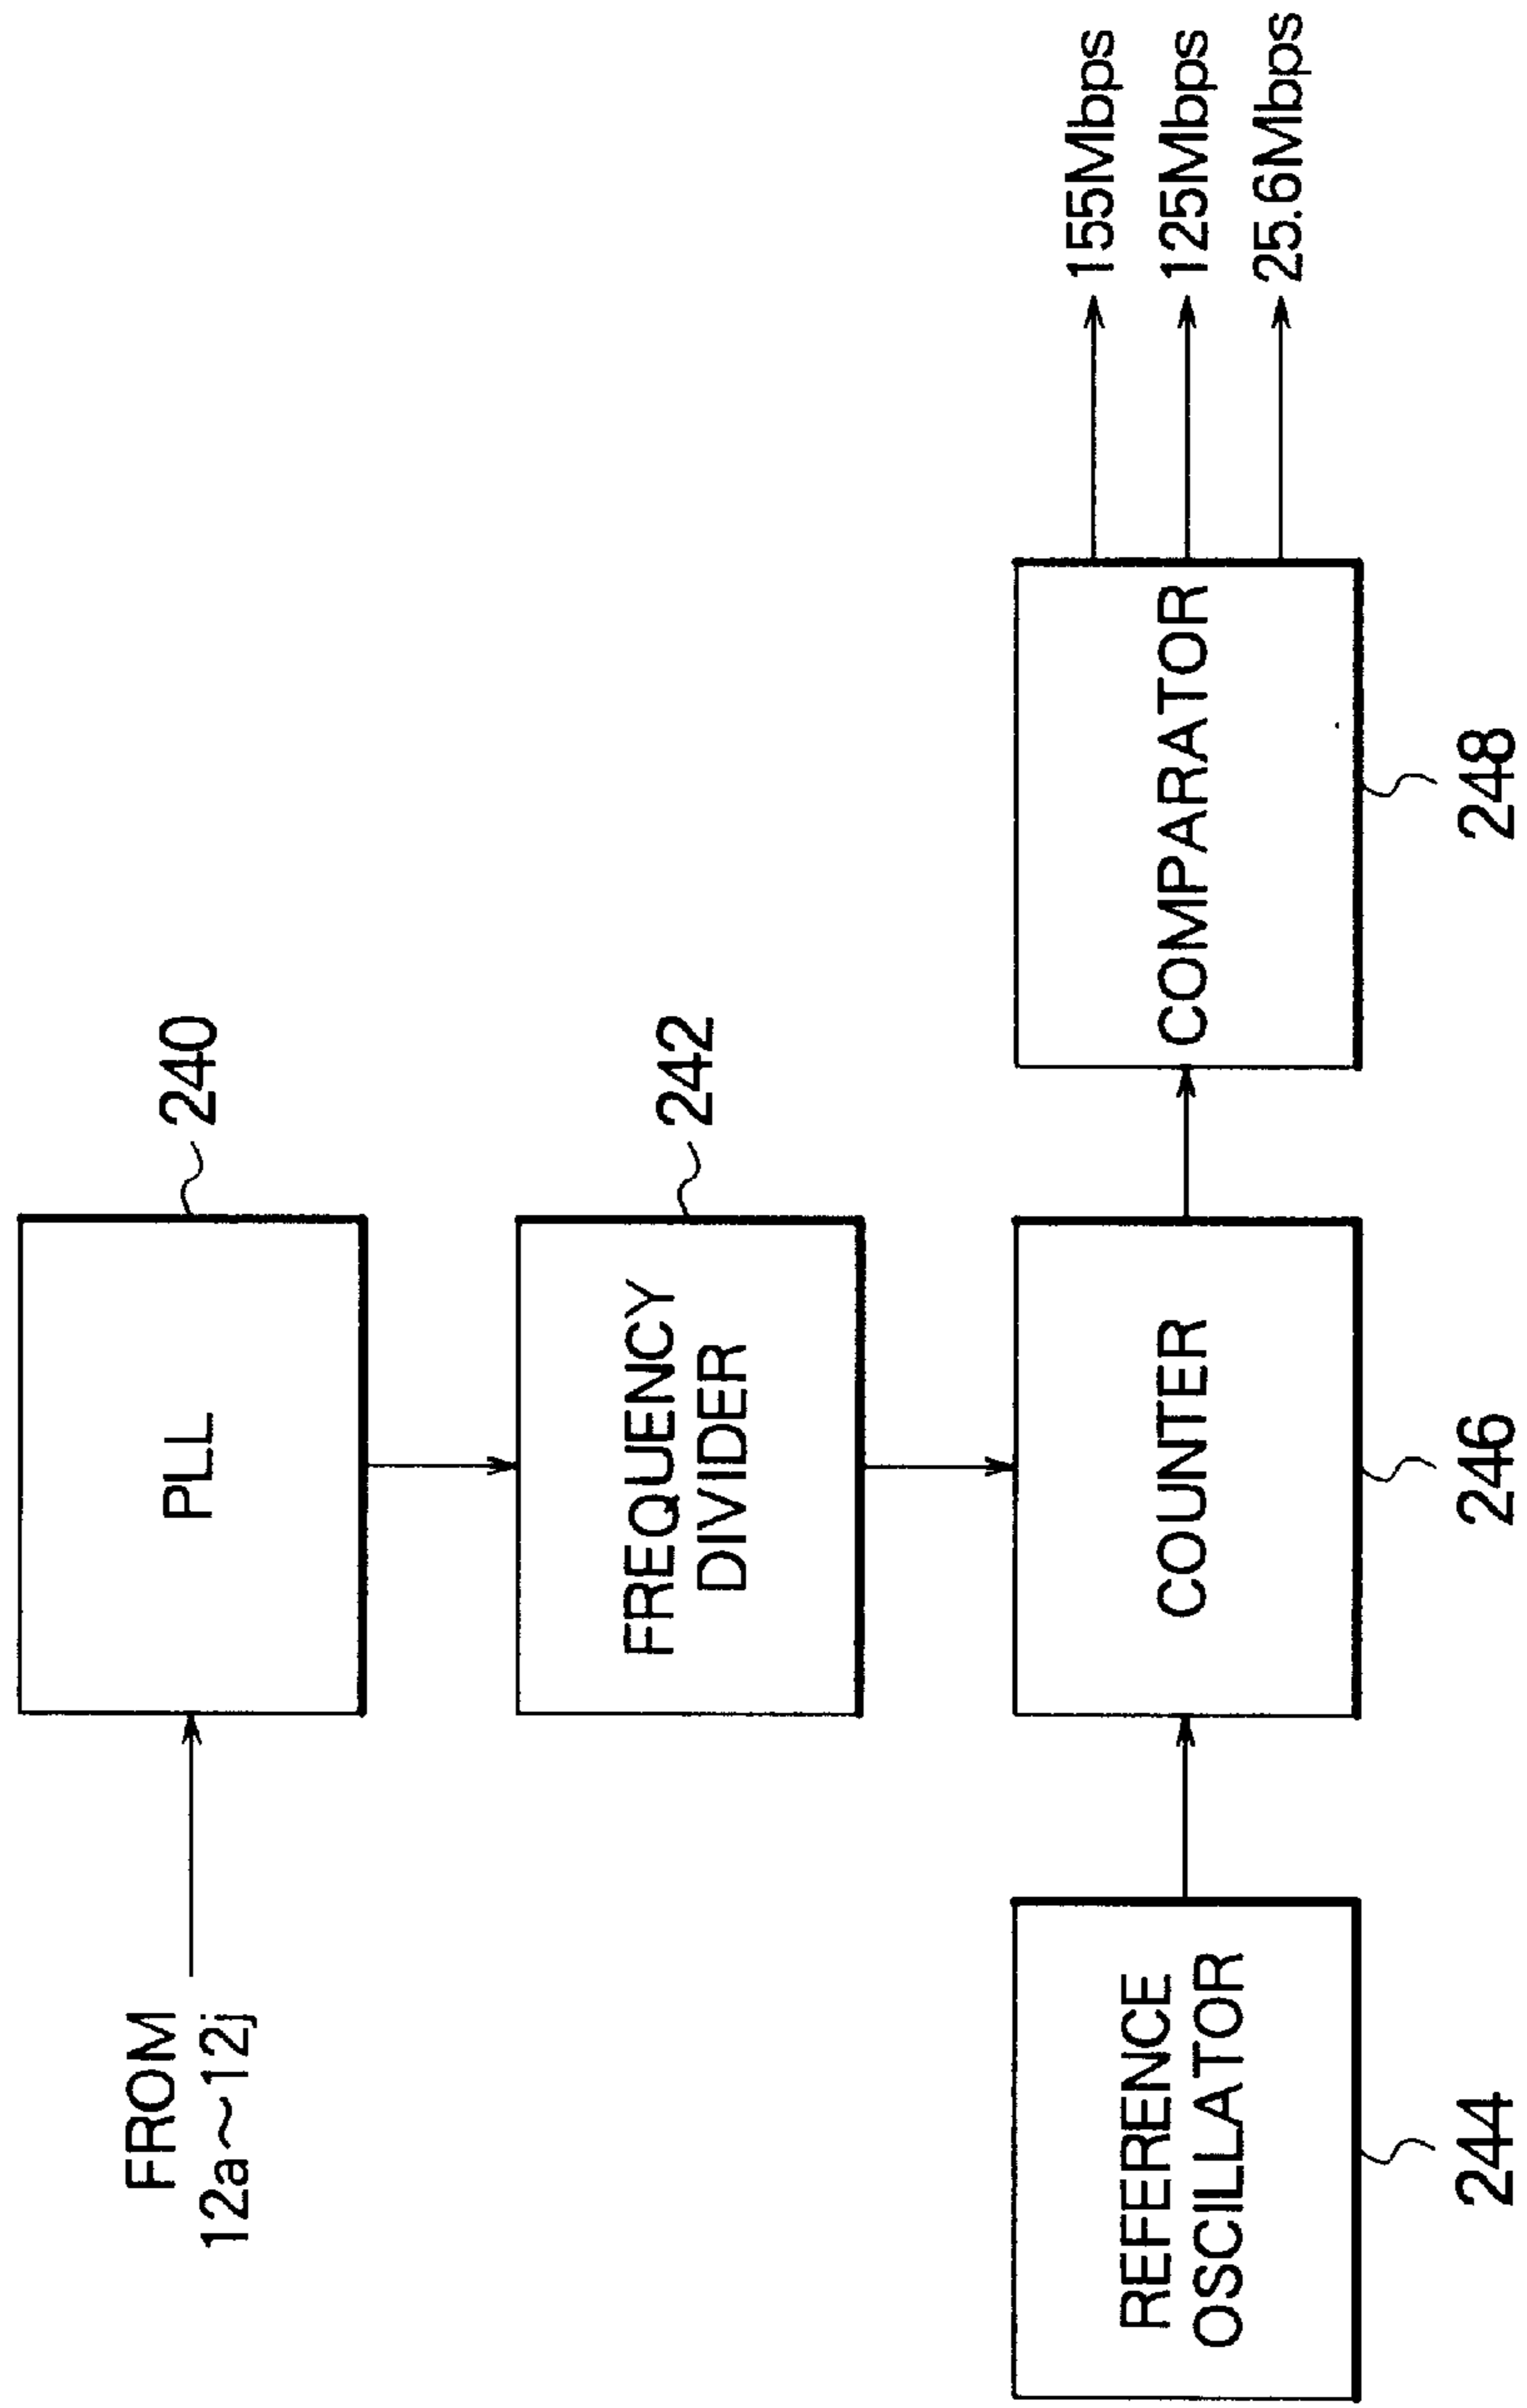 FROM
12a～12j
PLL
240
FREQUENCY
DIVIDER
242
REFERENCE
OSCILLATOR
244
COUNTER
246
COMPARATOR
248
155Mbps
125Mbps
25.6Mbps